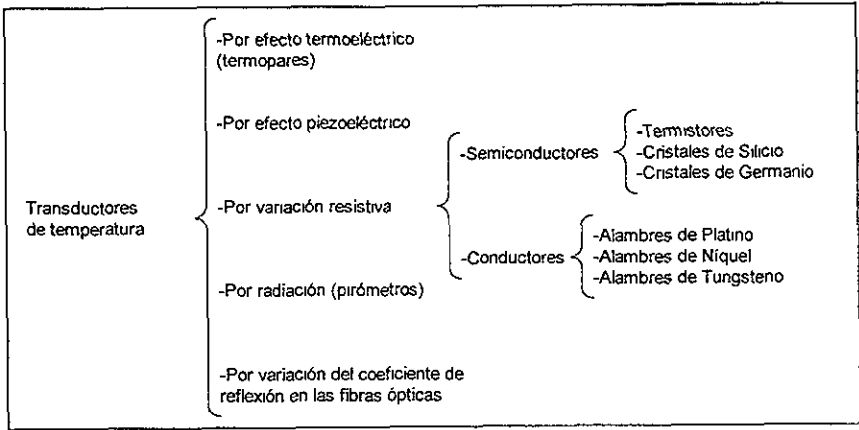 -Por efecto termoeléctrico
(termopares)
-Por efecto piezoeléctrico
-Semiconductores
-Termistores
-Cristales de Silicio
-Cristales de Germanio
Transductores
de temperatura
-Por variación resistiva
-Conductores
-Alambres de Platino
-Alambres de Níquel
-Alambres de Tungsteno
-Por radiación (pirómetros)
-Por variación del coeficiente de
reflexión en las fibras ópticas